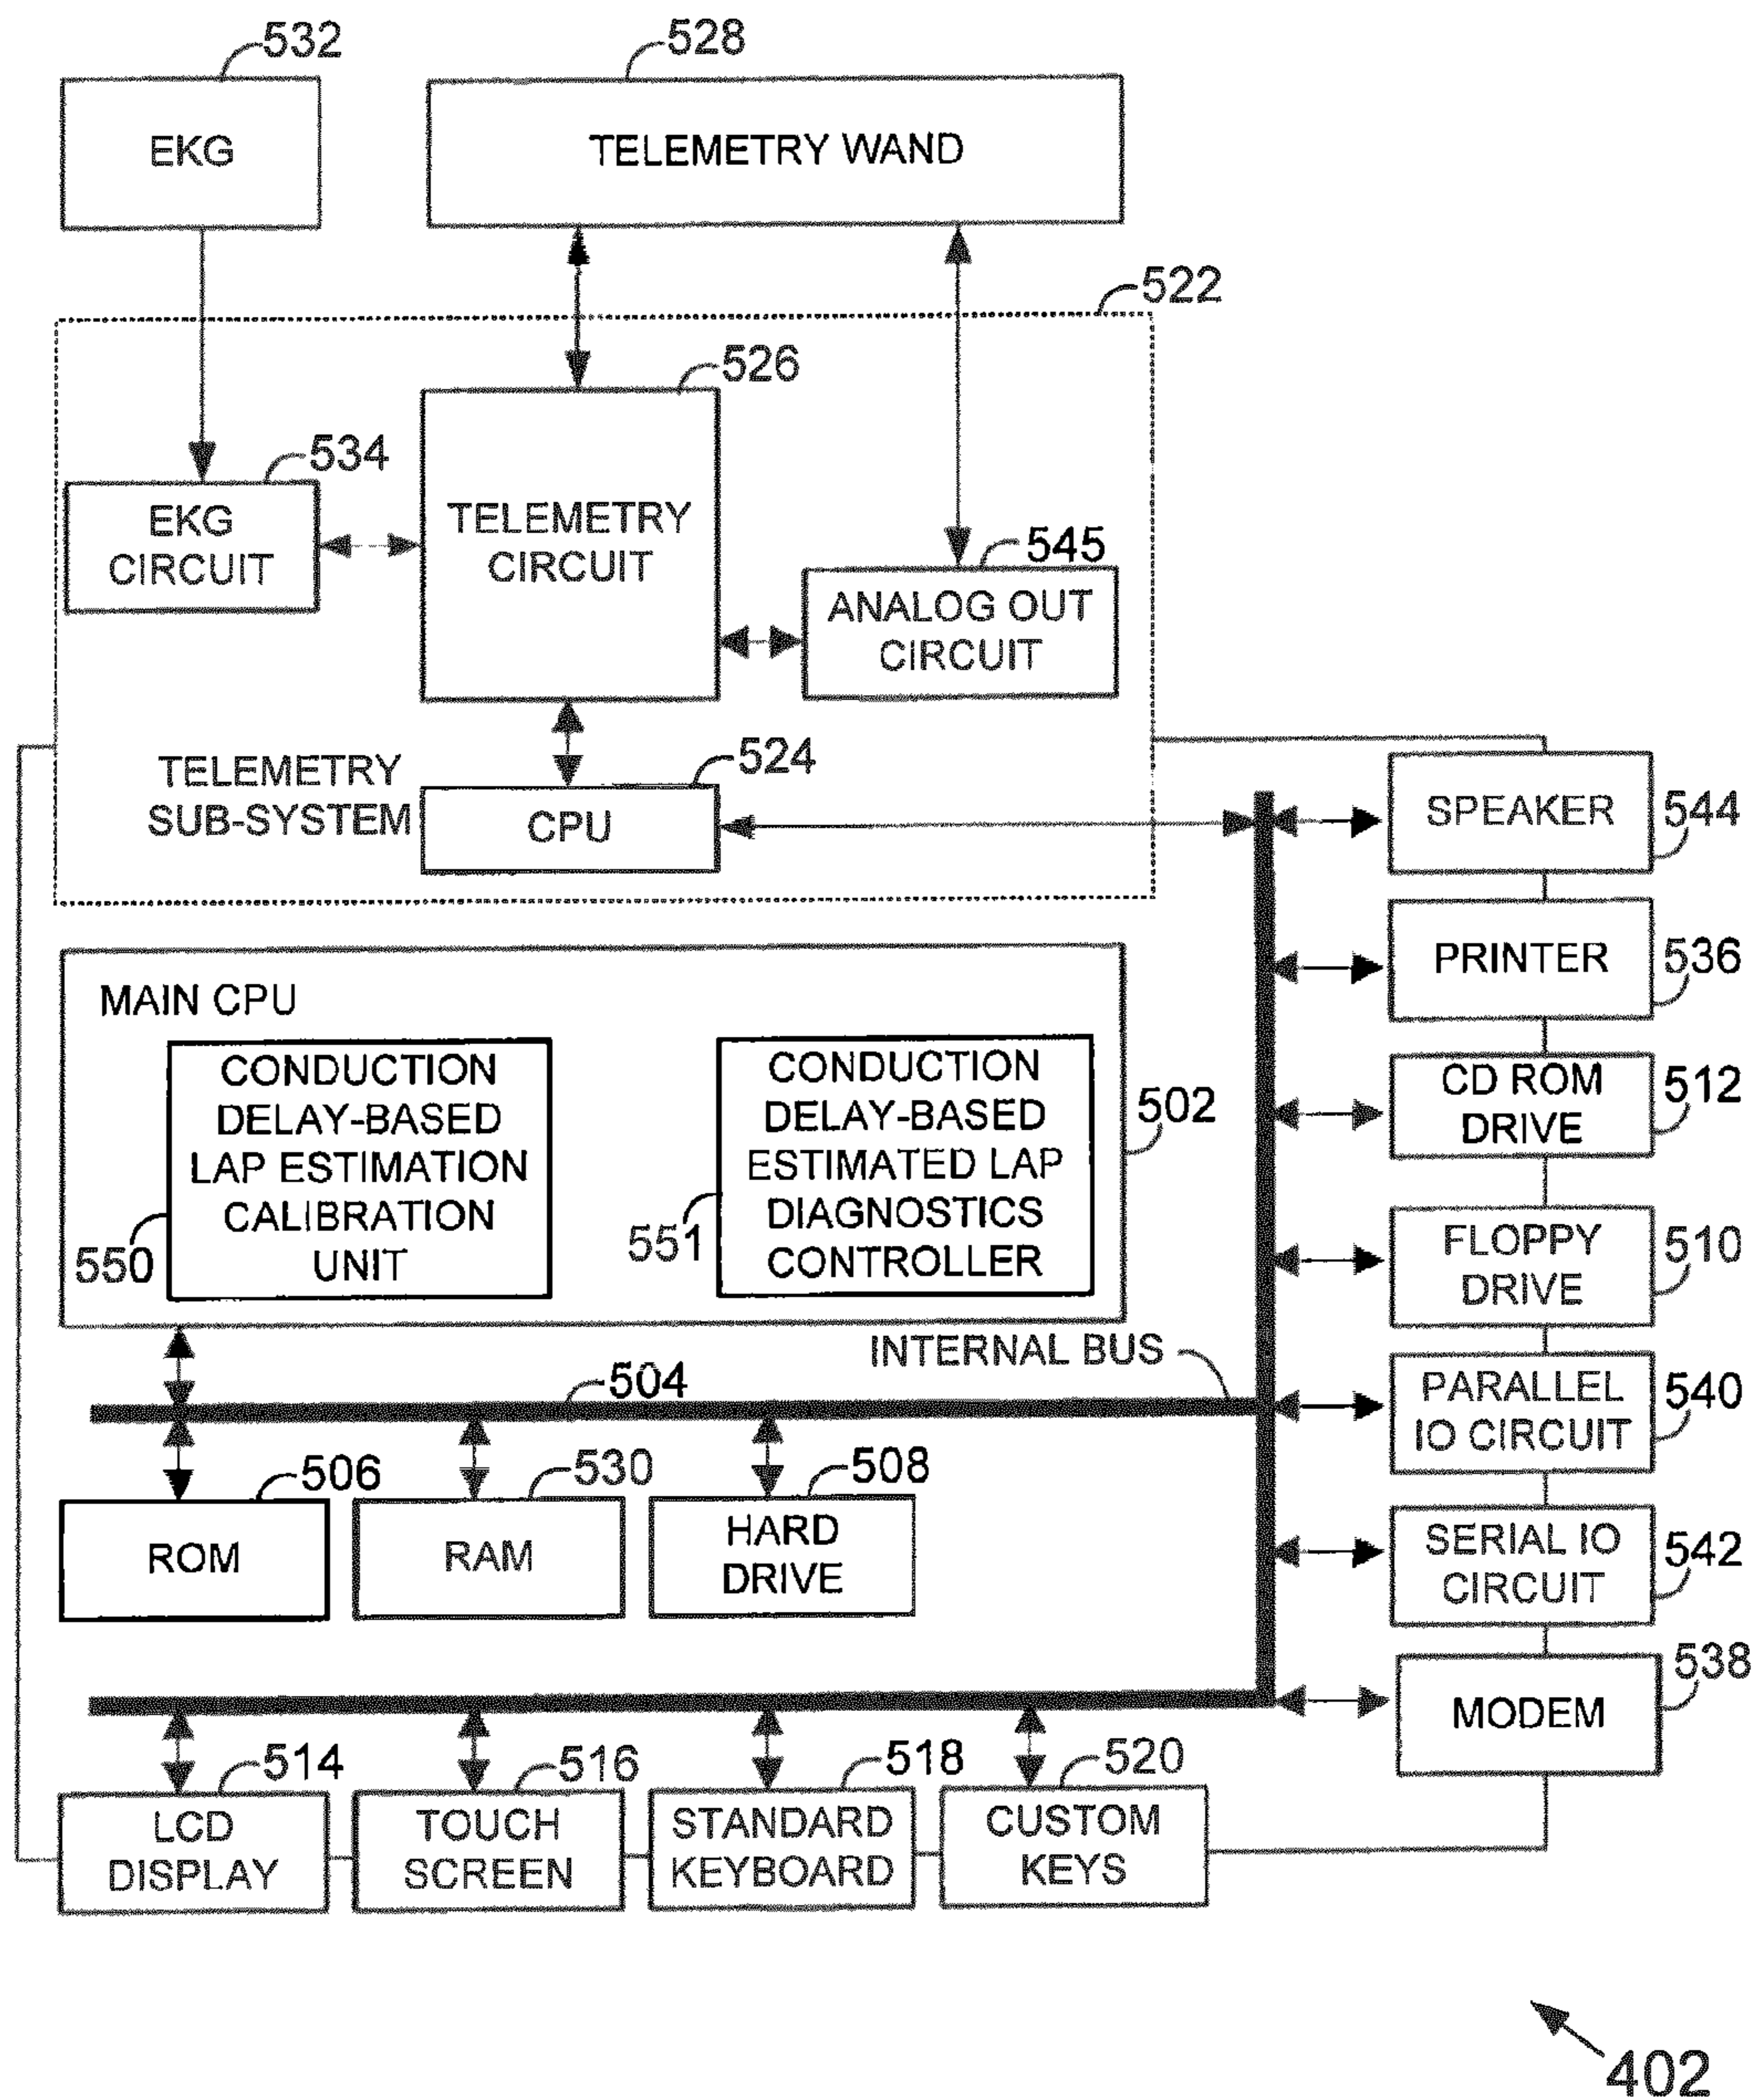 532
528
EKG
TELEMETRY WAND
522
526
534
EKG
CIRCUIT
TELEMETRY
CIRCUIT
545
ANALOG OUT
CIRCUIT
TELEMETRY
SUB-SYSTEM
524
CPU
SPEAKER
544
PRINTER
536
MAIN CPU
CONDUCTION
DELAY-BASED
LAP ESTIMATION
CALIBRATION
UNIT
550
CONDUCTION
DELAY-BASED
ESTIMATED LAP
DIAGNOSTICS
CONTROLLER
551
502
CD ROM
DRIVE
512
FLOPPY
DRIVE
510
INTERNAL BUS
504
PARALLEL
IO CIRCUIT
540
506
530
508
ROM
RAM
HARD
DRIVE
SERIAL IO
CIRCUIT
542
538
MODEM
514
516
518
520
LCD
DISPLAY
TOUCH
SCREEN
STANDARD
KEYBOARD
CUSTOM
KEYS
402